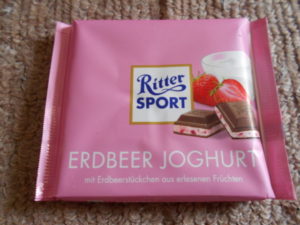 Ritter
SPORT
ERDBEER JOGHURT
mit Erdbeerstückchen aus erlesenen Früchten